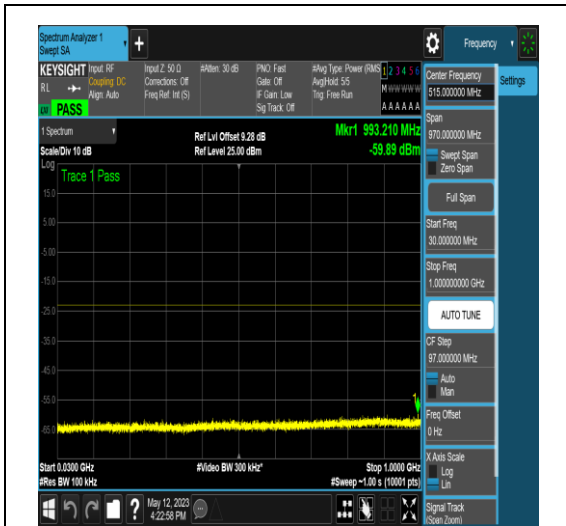 Spectrum Analyzer 1
Swept SA
+
Frequency
KEYSIGHT
RL
PASS
Input: RF
Coupling: DC
Align: Auto
Input Z: 50 Ω
Corrections: Off
Freq Ref: Int (S)
#Atten: 30 dB
PNO: Fast
Gate: Off
IF Gain: Low
Sig Track: Off
#Avg Type: Power (RMS
Avg|Hold: 5/5
Trig: Free Run
1 2 3 4 5 6
M W W W W W
A A A A A A
1 Spectrum
Scale/Div 10 dB
Ref Lvl Offset 9.28 dB
Ref Level 25.00 dBm
Mkr1 993.210 MHz
-59.89 dBm
Log
Trace 1 Pass
15.0
5.00
-5.00
-15.0
-25.0
-35.0
-45.0
-55.0
-65.0
1
Start 0.0300 GHz
#Res BW 100 kHz
#Video BW 300 kHz*
Stop 1.0000 GHz
#Sweep ~1.00 s (10001 pts)
Center Frequency
515.000000 MHz
Settings
Span
970.000000 MHz
Swept Span
Zero Span
Full Span
Start Freq
30.000000 MHz
Stop Freq
1.000000000 GHz
AUTO TUNE
CF Step
97.000000 MHz
Auto
Man
Freq Offset
0 Hz
X Axis Scale
Log
Lin
Signal Track
(Span Zoom)
?
May 12, 2023
4:22:58 PM